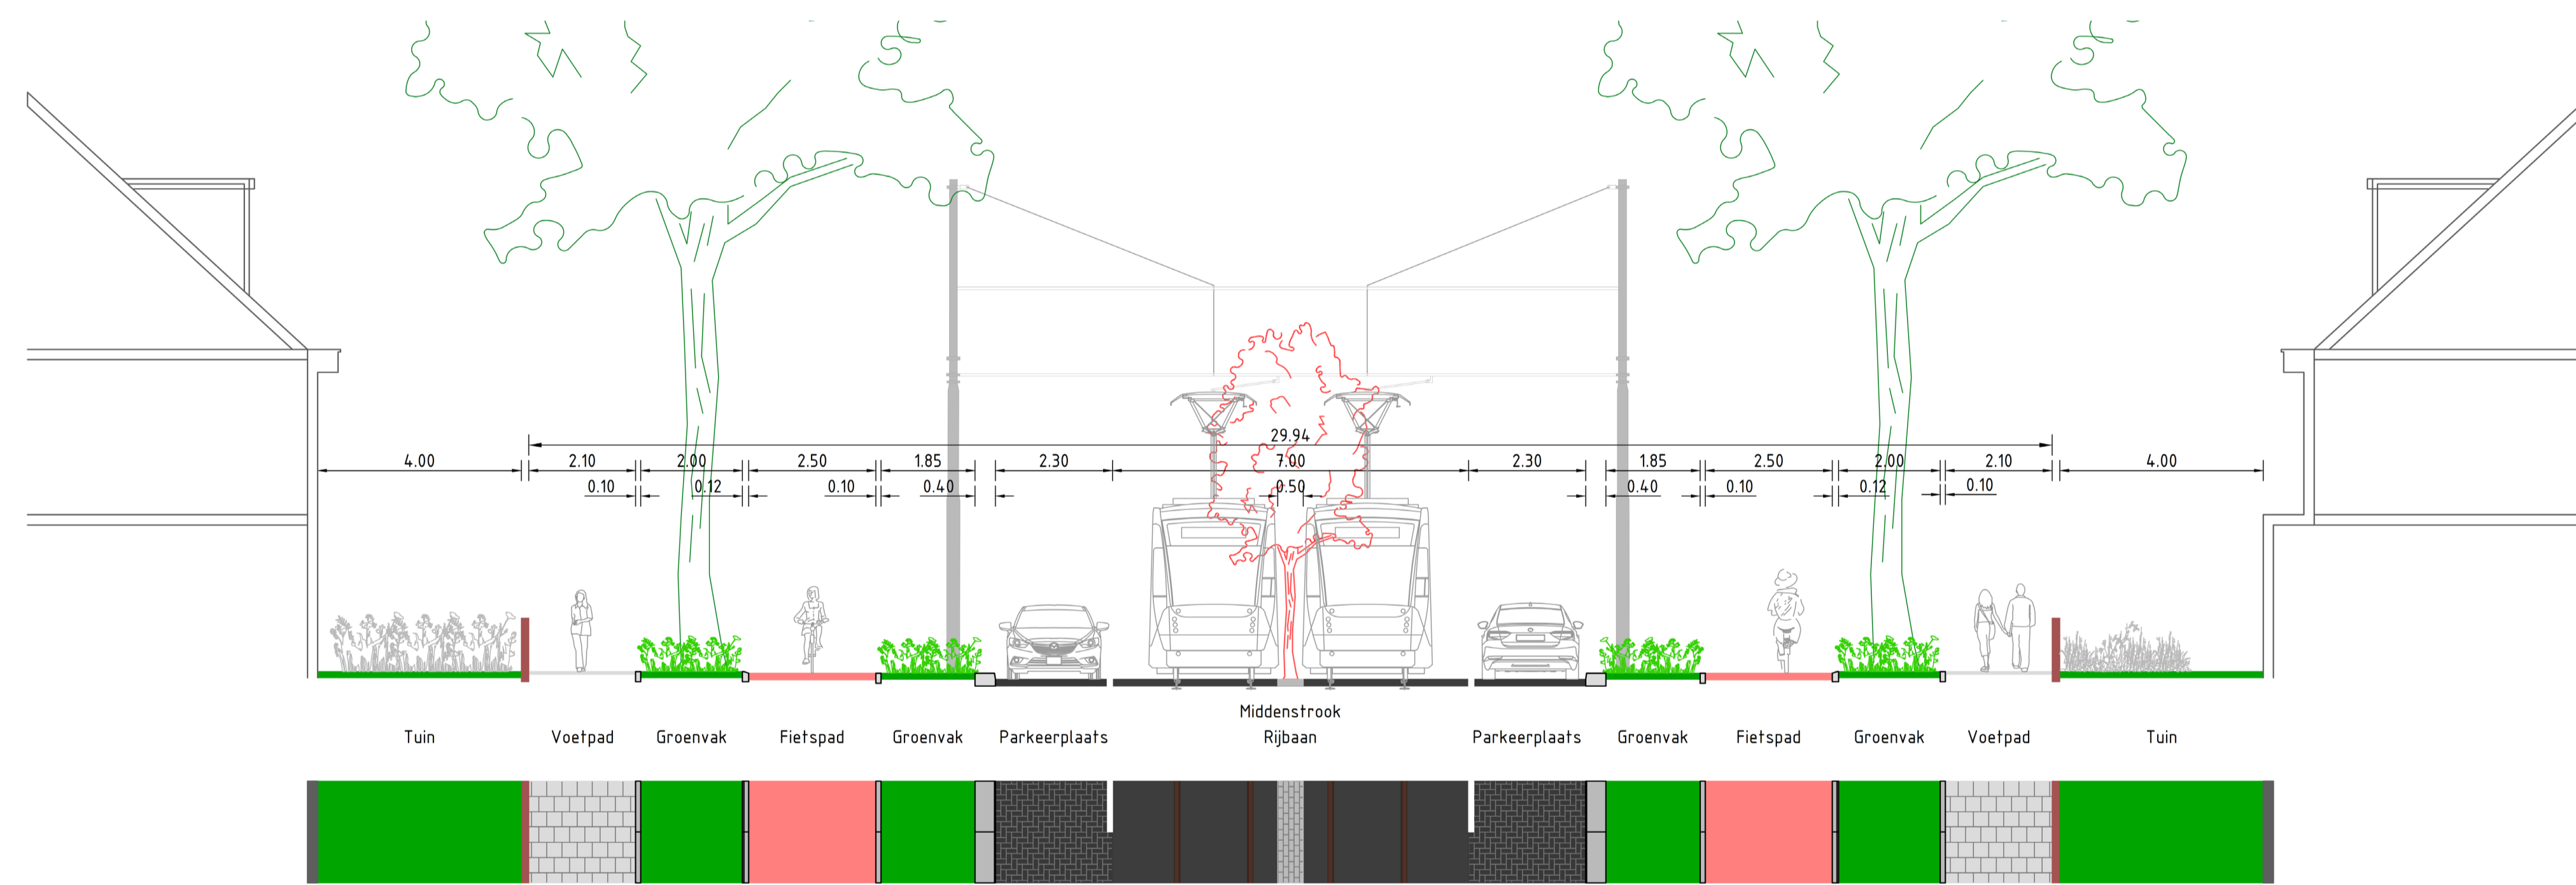 29.94
4.00 2.10 2.00 2.50 1.85 2.30 7.00 2.30 1.85 2.50 2.00 2.10 4.00
0.10 0.12 0.10 0.40 0.50 0.40 0.10 0.12 0.10
Middenstrook
Tuin Voetpad Groenvak Fietspad Groenvak Parkeerplaats Rijbaan Parkeerplaats Groenvak Fietspad Groenvak Voetpad Tuin